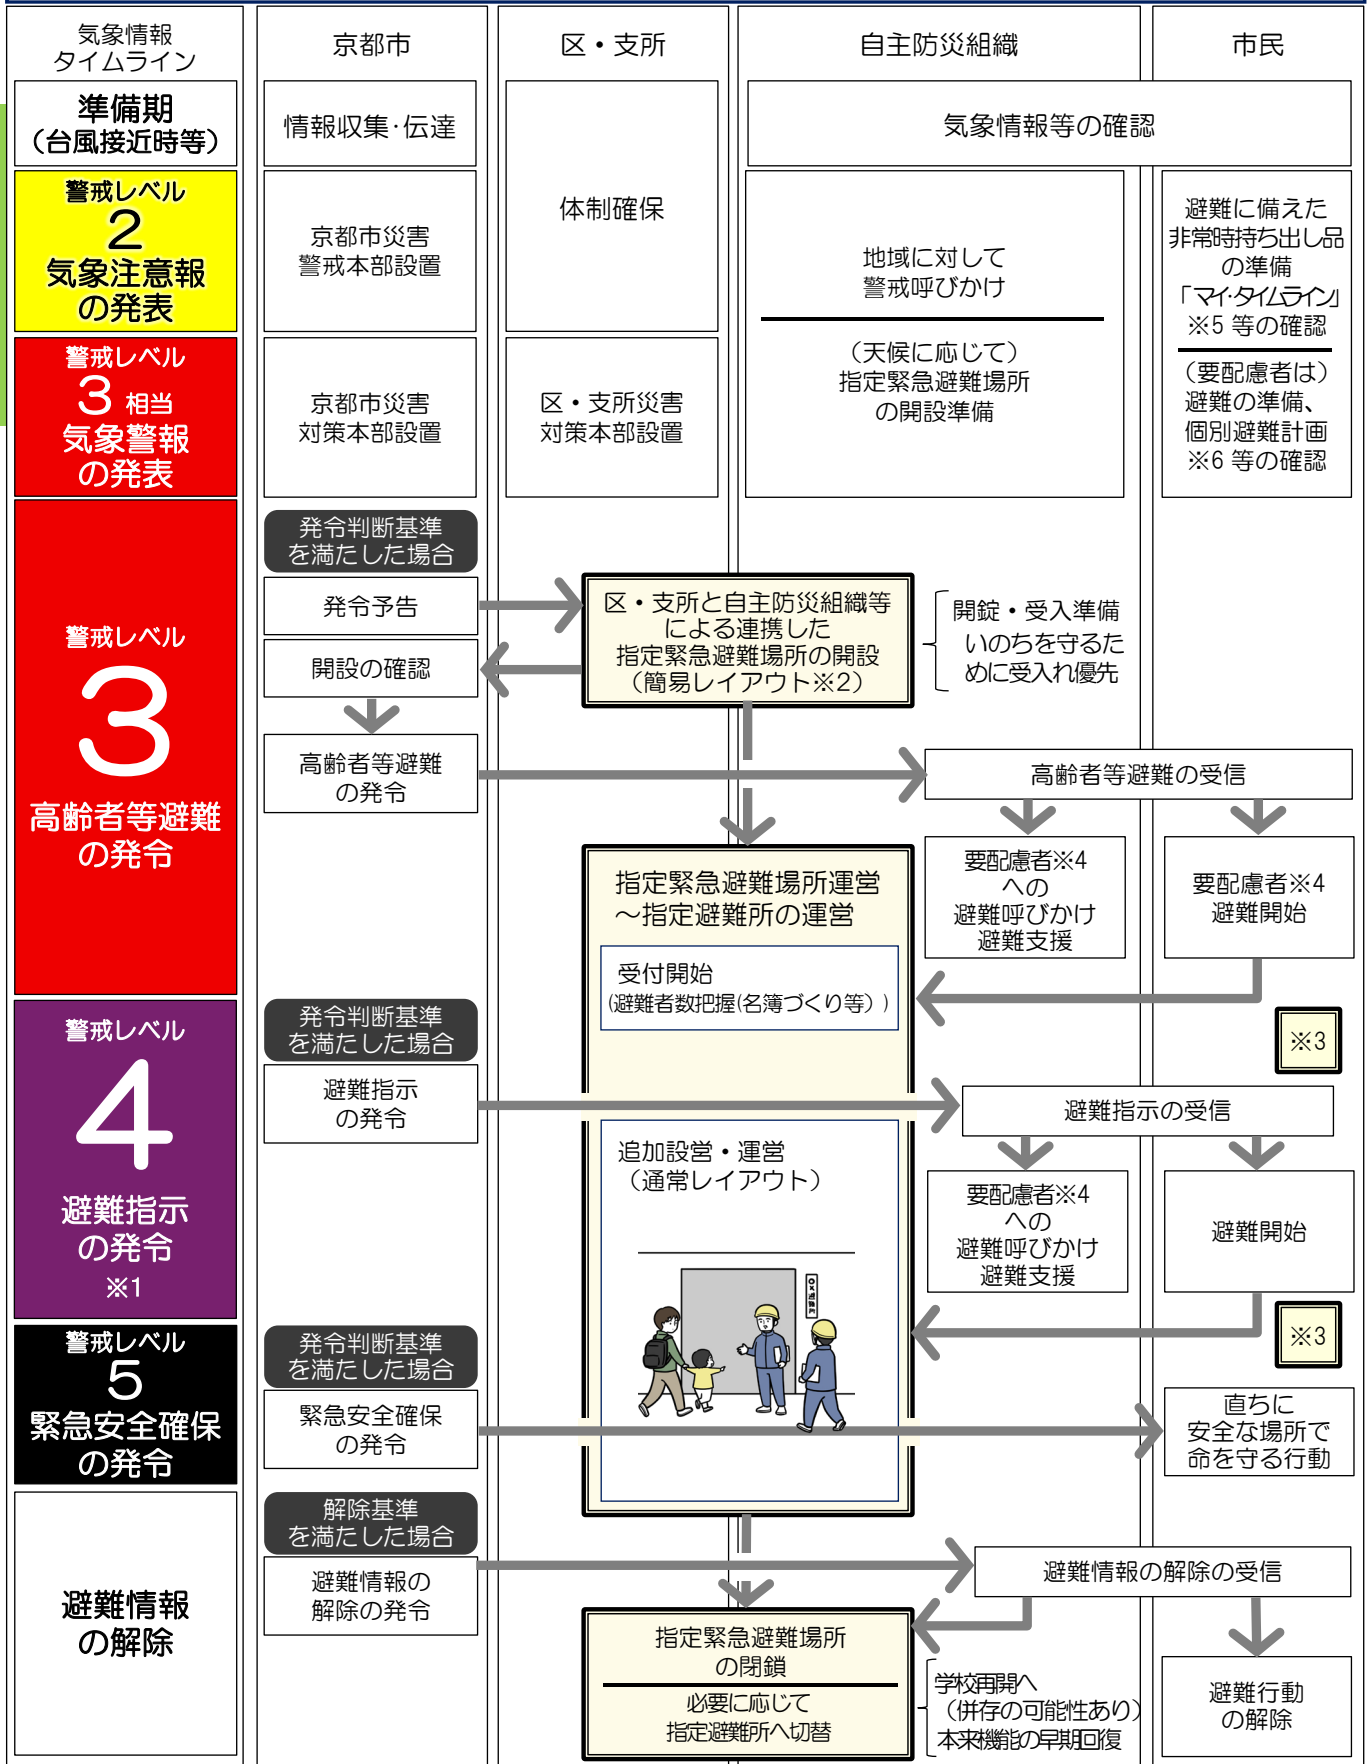 気象情報
タイムライン
京都市
区・支所
自主防災組織
市民
準備期
（台風接近時等）
情報収集・伝達
体制確保
気象情報等の確認
警戒レベル
2
気象注意報
の発表
京都市災害
警戒本部設置
地域に対して
警戒呼びかけ
避難に備えた
非常時持ち出し品
の準備
「マイ・タイムライン」
※5 等の確認
警戒レベル
3 相当
気象警報
の発表
京都市災害
対策本部設置
区・支所災害
対策本部設置
（天候に応じて）
指定緊急避難場所
の開設準備
（要配慮者は）
避難の準備、
個別避難計画
※6 等の確認
警戒レベル
3
高齢者等避難
の発令
発令判断基準
を満たした場合
発令予告
区・支所と自主防災組織等
による連携した
指定緊急避難場所の開設
（簡易レイアウト※2）
開錠・受入準備
いのちを守るた
めに受入れ優先
開設の確認
高齢者等避難
の発令
高齢者等避難の受信
指定緊急避難場所運営
～指定避難所の運営
要配慮者※4
への
避難呼びかけ
避難支援
要配慮者※4
避難開始
受付開始
(避難者数把握(名簿づくり等））
警戒レベル
4
避難指示
の発令
※1
発令判断基準
を満たした場合
※3
避難指示
の発令
避難指示の受信
追加設営・運営
（通常レイアウト）
要配慮者※4
への
避難呼びかけ
避難支援
避難開始
※3
警戒レベル
5
緊急安全確保
の発令
発令判断基準
を満たした場合
緊急安全確保
の発令
直ちに
安全な場所で
命を守る行動
避難情報
の解除
解除基準
を満たした場合
避難情報の
解除の発令
避難情報の解除の受信
指定緊急避難場所
の閉鎖
必要に応じて
指定避難所へ切替
学校再開へ
（併存の可能性あり）
本来機能の早期回復
避難行動
の解除